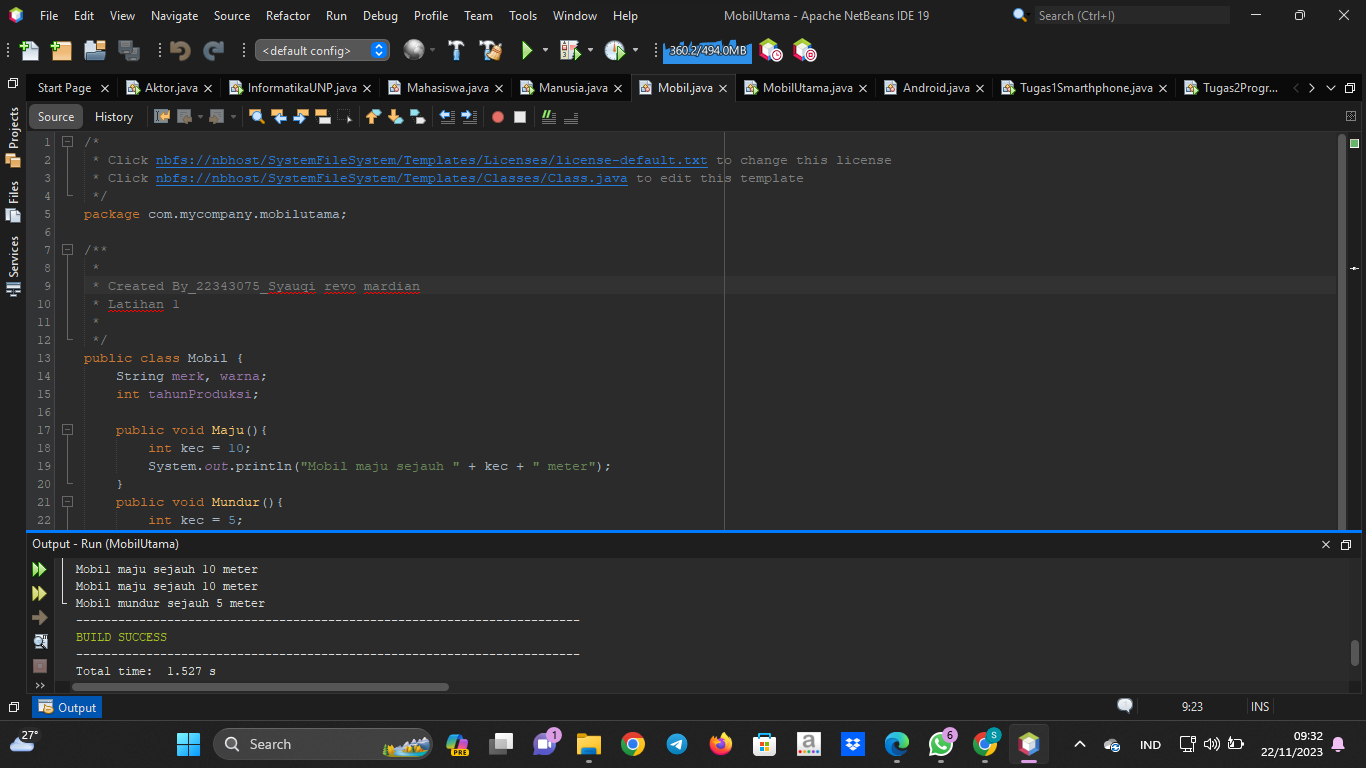 File Edit View Navigate Source Refactor Run Debug Profile Team Tools Window Help MobilUtama - Apache NetBeans IDE 19 Search (Ctrl+I)
<default config> 360.2/494.0MB
Start Page Aktor.java InformatikaUNP.java Mahasiswa.java Manusia.java Mobil.java MobilUtama.java Android.java Tugas1Smarthphone.java Tugas2Progr...
Source History
Projects
Files
Services
1 /*
2 * Click nbfs://nbhost/SystemFileSystem/Templates/Licenses/license-default.txt to change this license
3 * Click nbfs://nbhost/SystemFileSystem/Templates/Classes/Class.java to edit this template
4 */
5 package com.mycompany.mobilutama;
6
7 /**
8 *
9 * Created By_22343075_Syauqi revo mardian
10 * Latihan 1
11 *
12 */
13 public class Mobil {
14 String merk, warna;
15 int tahunProduksi;
16
17 public void Maju(){
18 int kec = 10;
19 System.out.println("Mobil maju sejauh " + kec + " meter");
20 }
21 public void Mundur(){
22 int kec = 5;
Output - Run (MobilUtama)
Mobil maju sejauh 10 meter
Mobil maju sejauh 10 meter
Mobil mundur sejauh 5 meter
------------------------------------------------------------------------
BUILD SUCCESS
------------------------------------------------------------------------
Total time:  1.527 s
Output 9:23 INS
27° Search PRE 1 6 S IND 09:32
22/11/2023